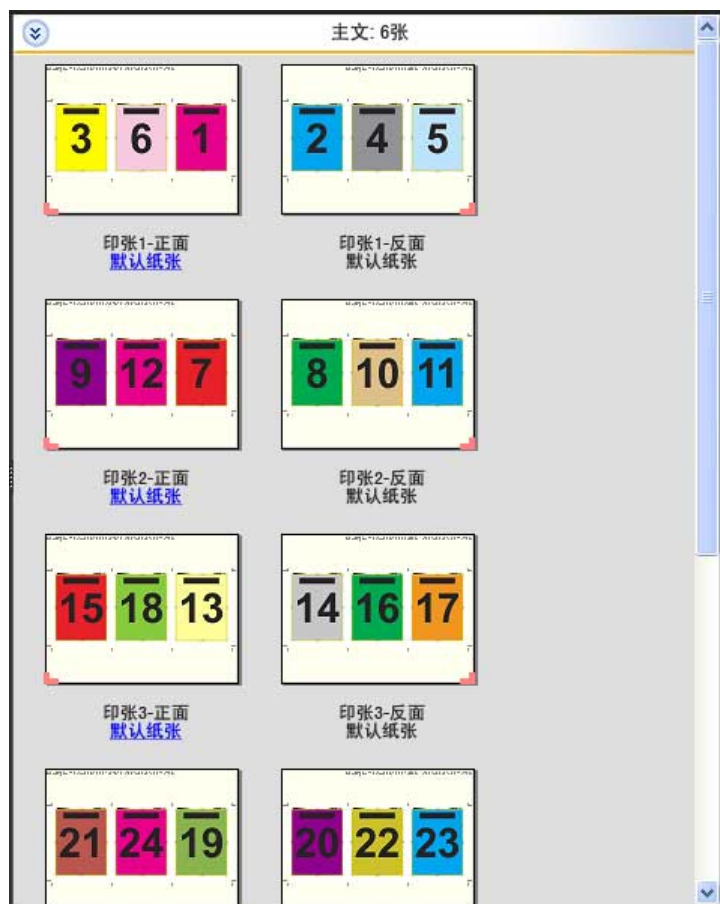 主文: 6张
3 6 1
2 4 5
印张1-正面
默认纸张
印张1-反面
默认纸张
9 12 7
8 10 11
印张2-正面
默认纸张
印张2-反面
默认纸张
15 18 13
14 16 17
印张3-正面
默认纸张
印张3-反面
默认纸张
21 24 19
20 22 23